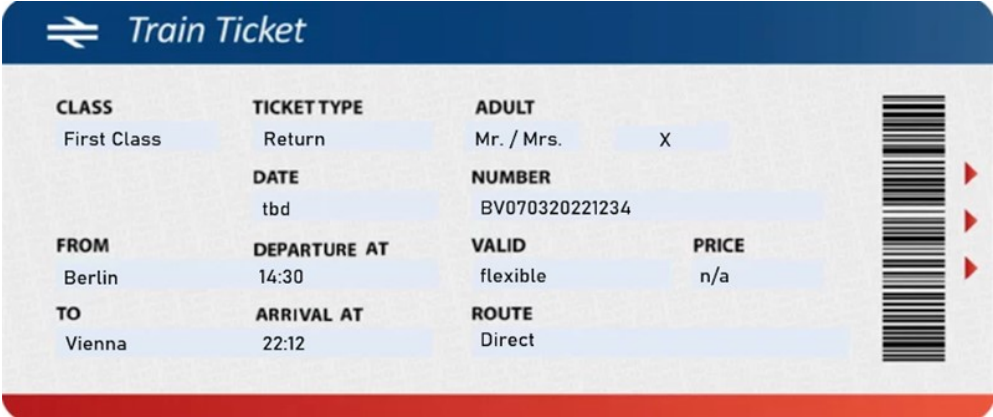 Train Ticket
CLASS TICKET TYPE ADULT
First Class Return Mr. / Mrs. X
DATE NUMBER
tbd BV070320221234
FROM DEPARTURE AT VALID PRICE
Berlin 14:30 flexible n/a
TO ARRIVAL AT ROUTE
Vienna 22:12 Direct